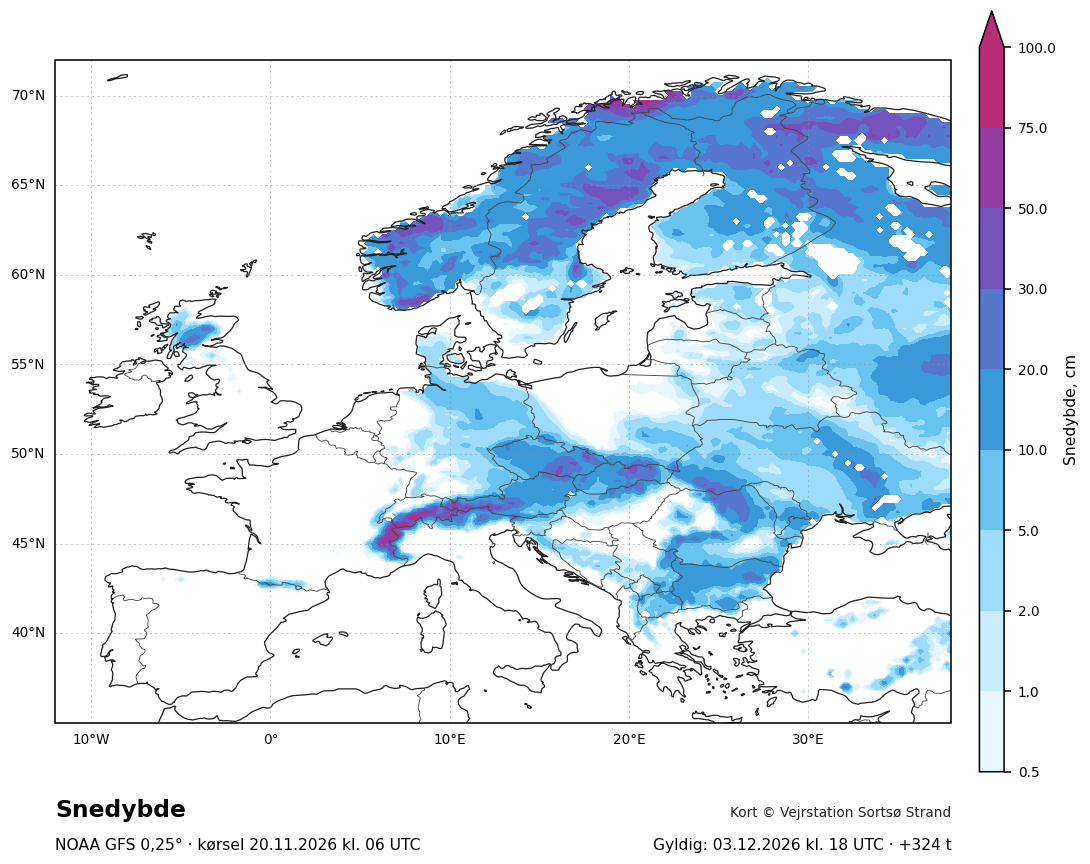 100.0
75.0
50.0
30.0
20.0
10.0
5.0
2.0
1.0
0.5
Snedybde, cm
70°N
65°N
60°N
55°N
50°N
45°N
40°N
10°W
0°
10°E
20°E
30°E
Snedybde
Kort © Vejrstation Sortsø Strand
NOAA GFS 0,25° · kørsel 20.11.2026 kl. 06 UTC
Gyldig: 03.12.2026 kl. 18 UTC · +324 t